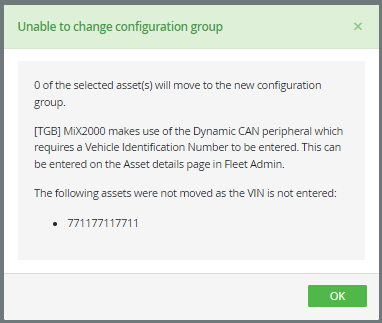 Unable to change configuration group
×
0 of the selected asset(s) will move to the new configuration
group.
[TGB] MiX2000 makes use of the Dynamic CAN peripheral which
requires a Vehicle Identification Number to be entered. This can
be entered on the Asset details page in Fleet Admin.
The following assets were not moved as the VIN is not entered:
• 771177117711
OK